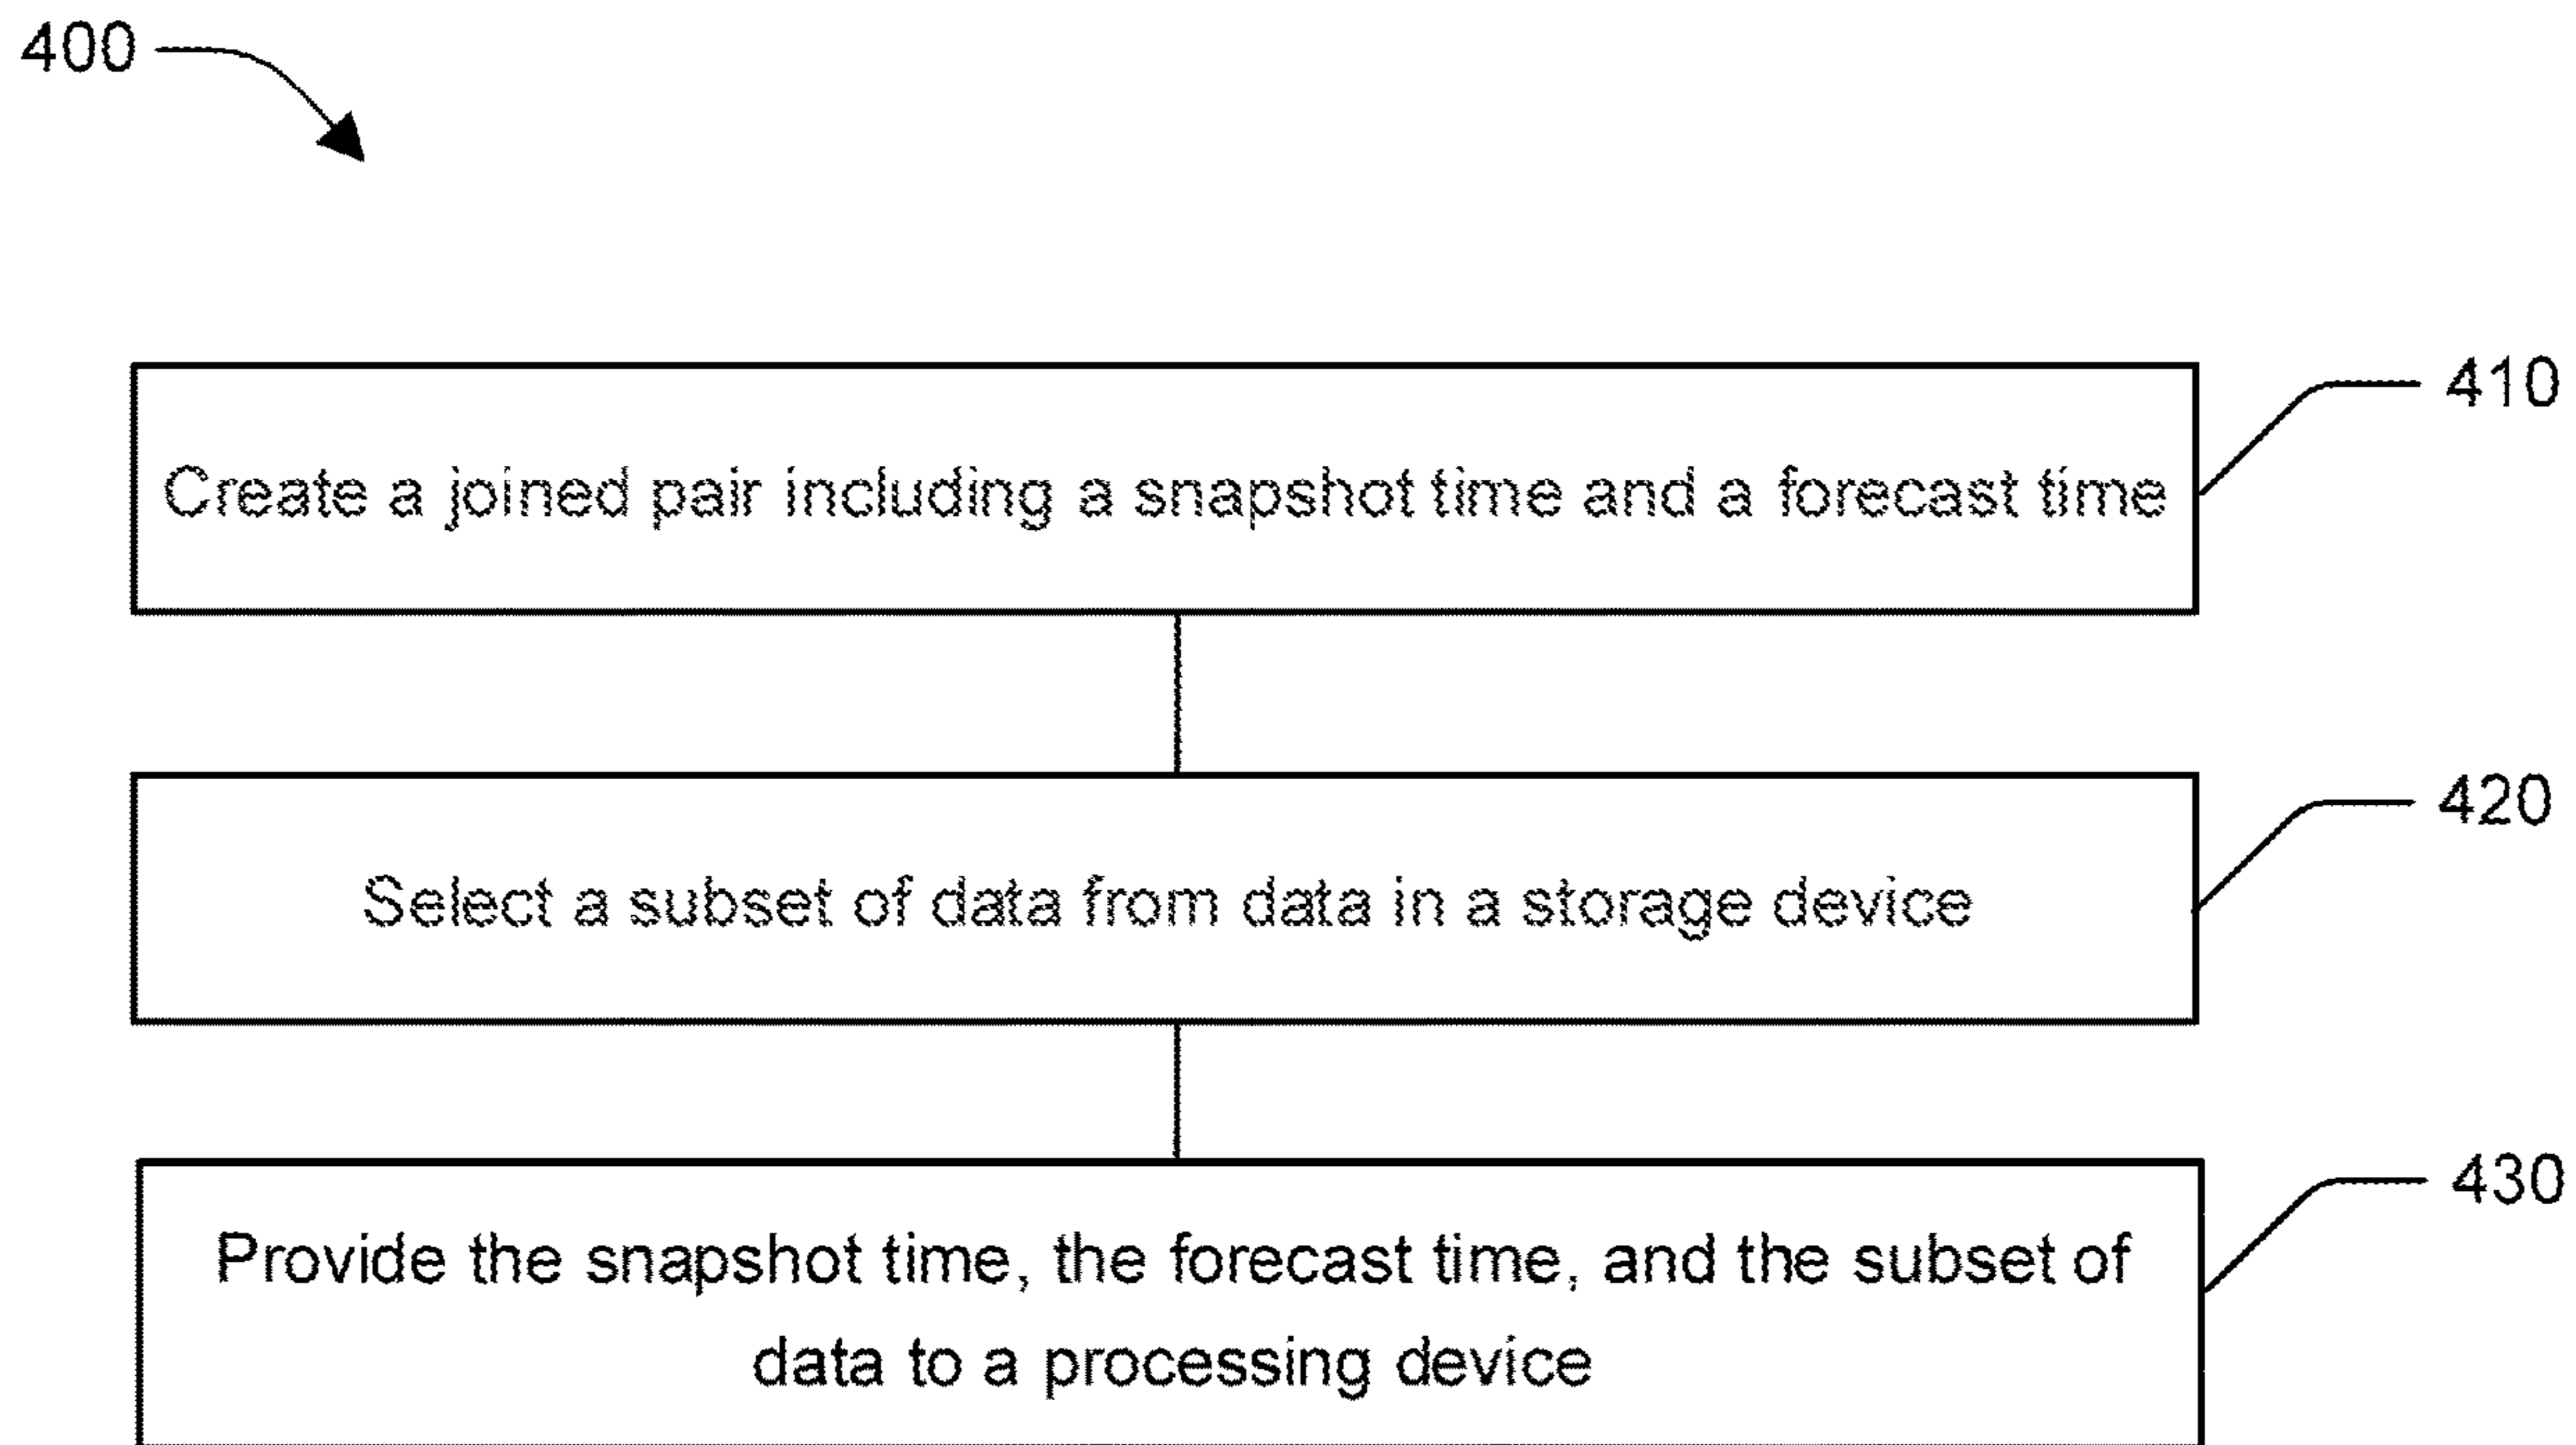 400
410
Create a joined pair including a snapshot time and a forecast time
420
Select a subset of data from data in a storage device
430
Provide the snapshot time, the forecast time, and the subset of
data to a processing device